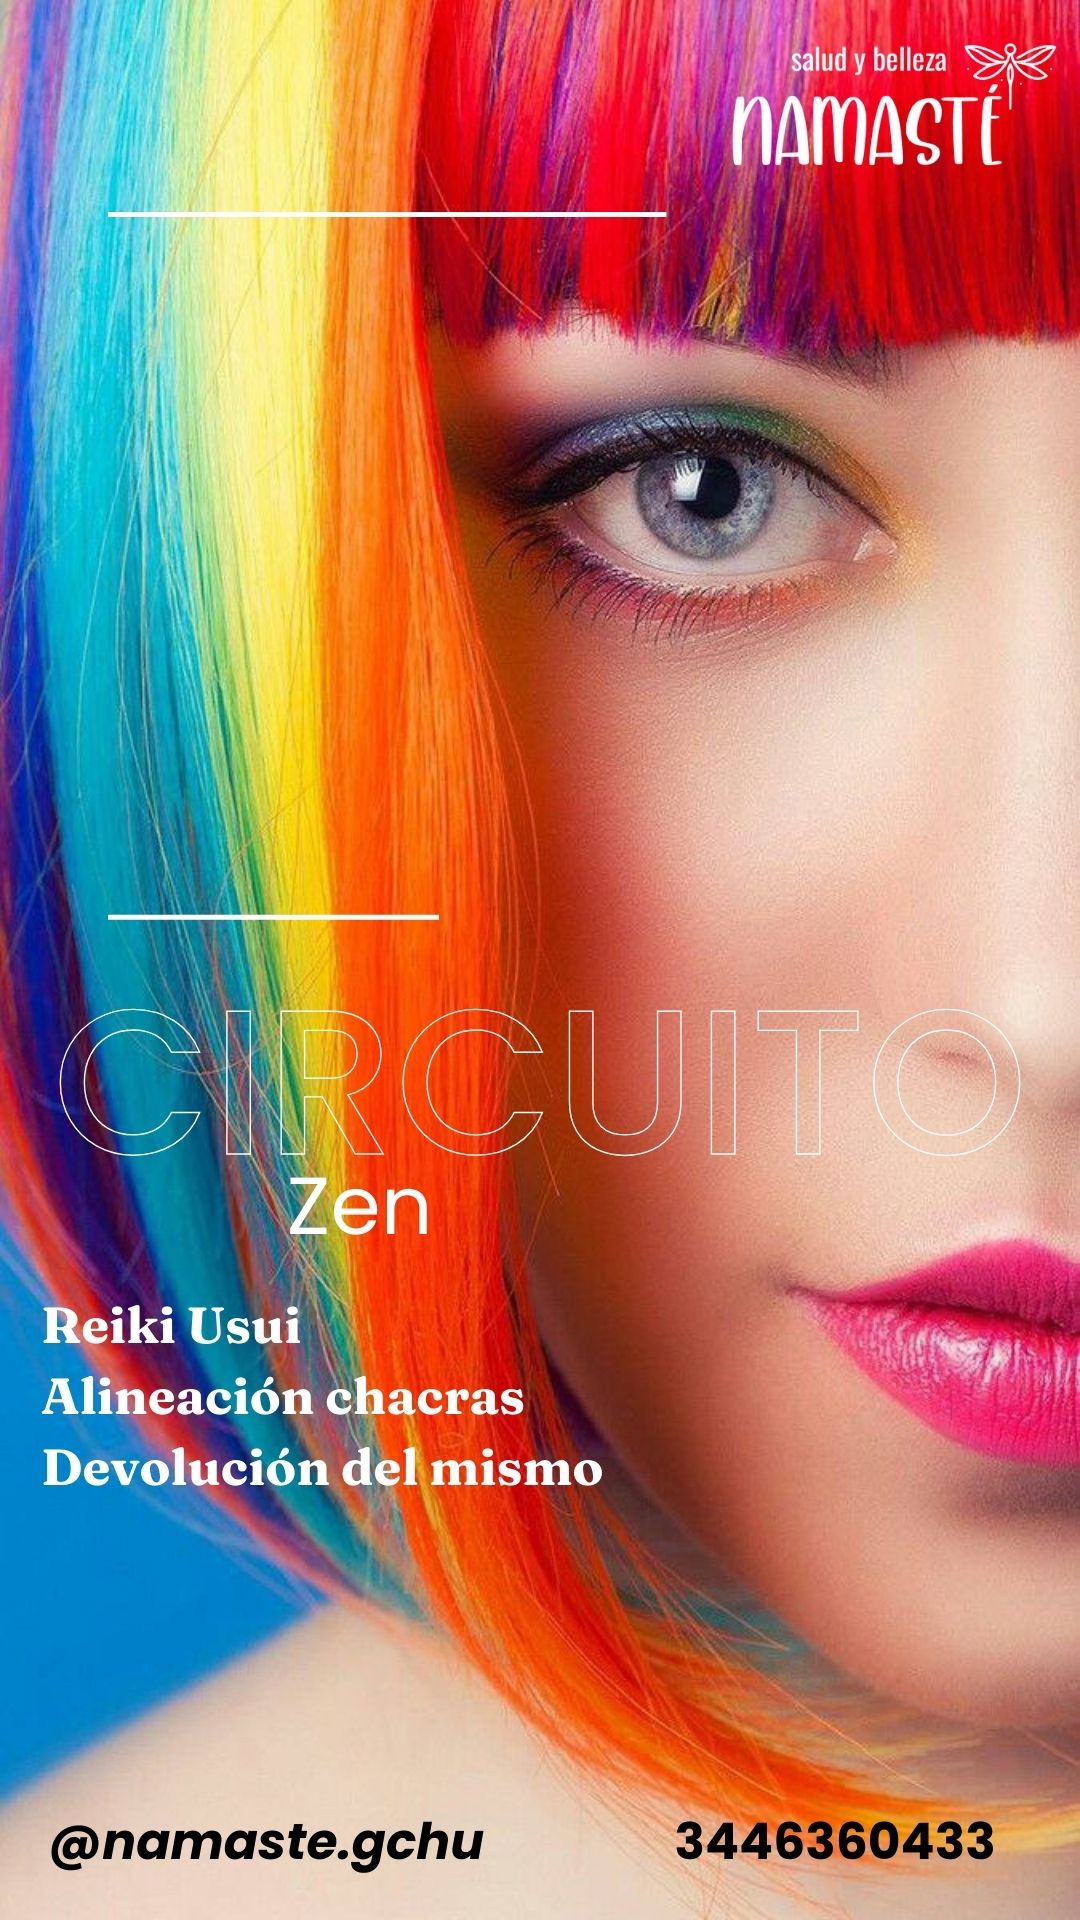 salud y belleza
NAMASTÉ
CIRCUITO
Zen
Reiki Usui
Alineación chacras
Devolución del mismo
@namaste.gchu
3446360433